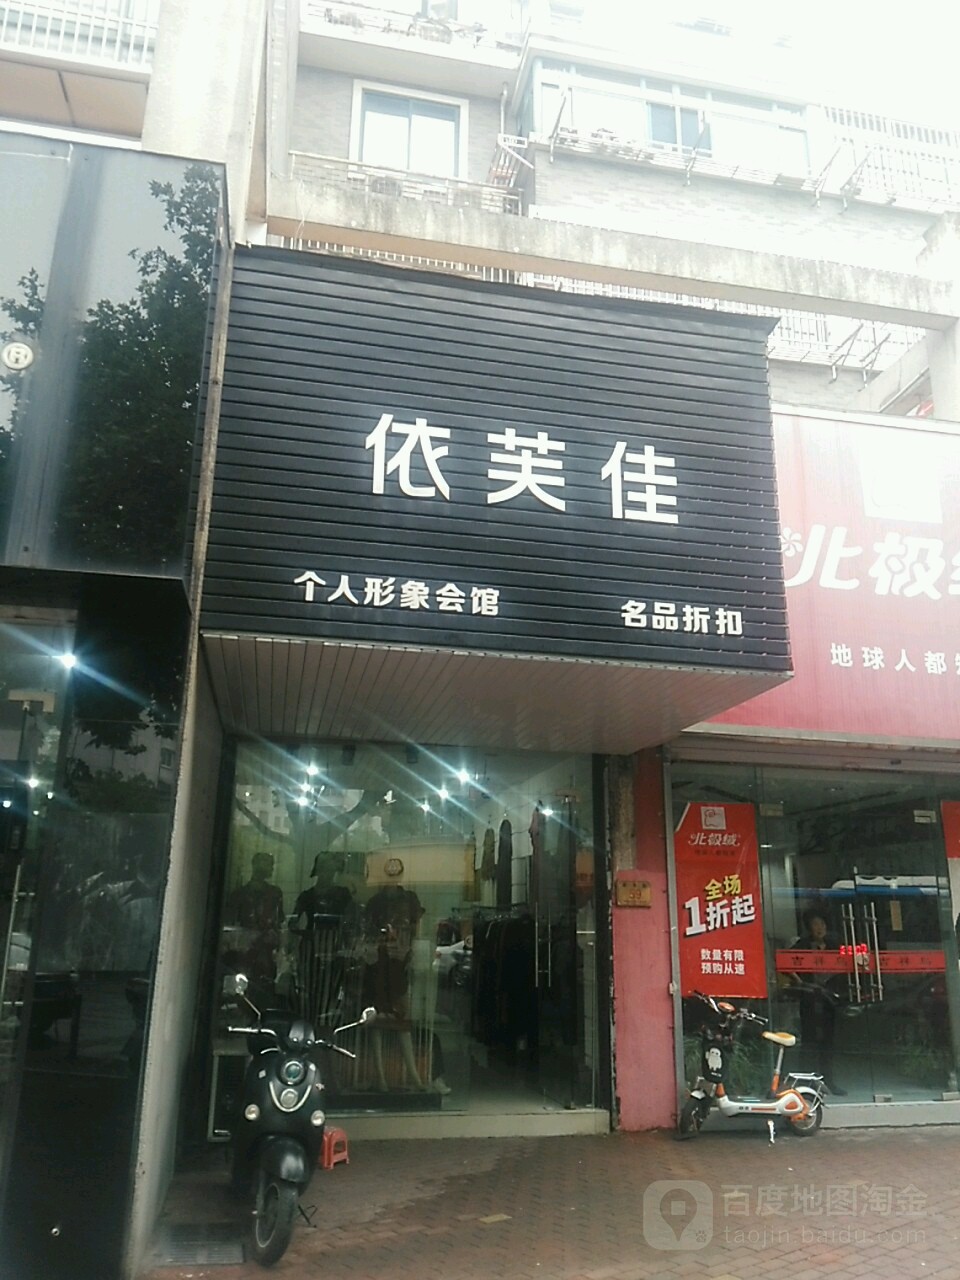 ®
依芙佳
个人形象会馆 名品折扣
北极绒
地球人都知
北极绒
全场
1折起
数量有限
预购从速
百度地图淘金
taojin-baidu.com